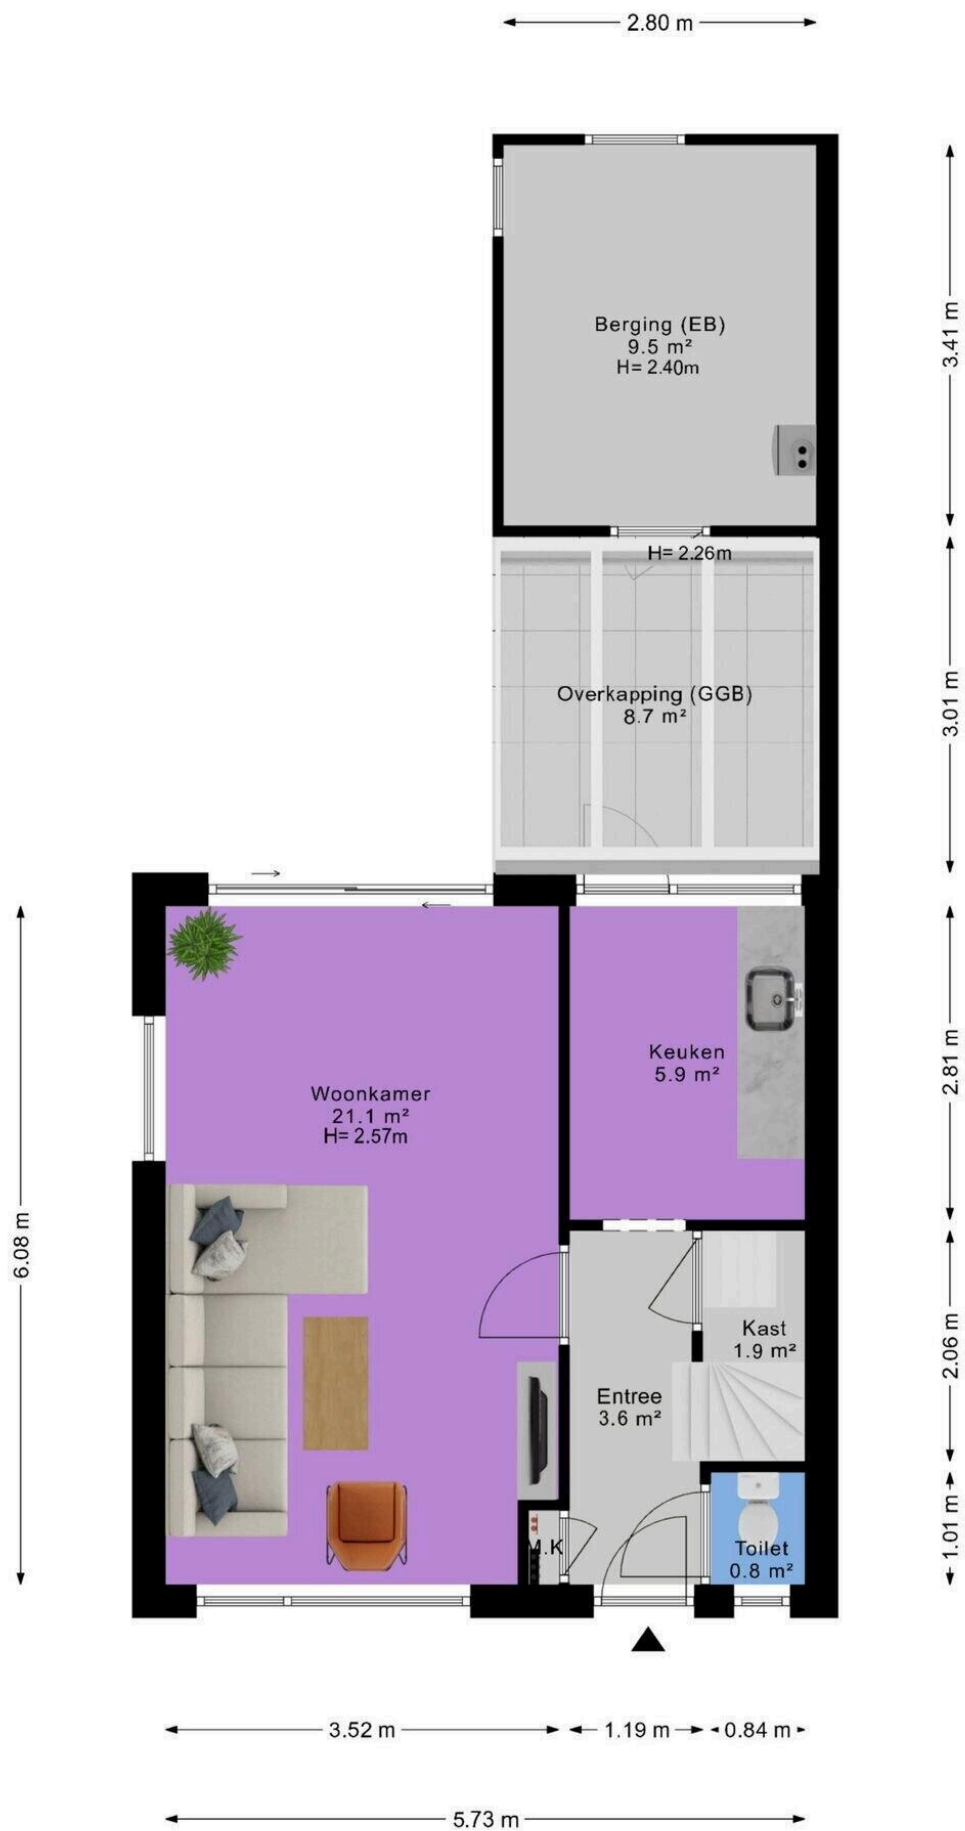 2.80 m
Berging (EB)
9.5 m²
H= 2.40m
3.41 m
H= 2.26m
Overkapping (GGB)
8.7 m²
3.01 m
Keuken
5.9 m²
2.81 m
Woonkamer
21.1 m²
H= 2.57m
6.08 m
Kast
1.9 m²
2.06 m
Entree
3.6 m²
M.K
Toilet
0.8 m²
1.01 m
3.52 m
1.19 m
0.84 m
5.73 m